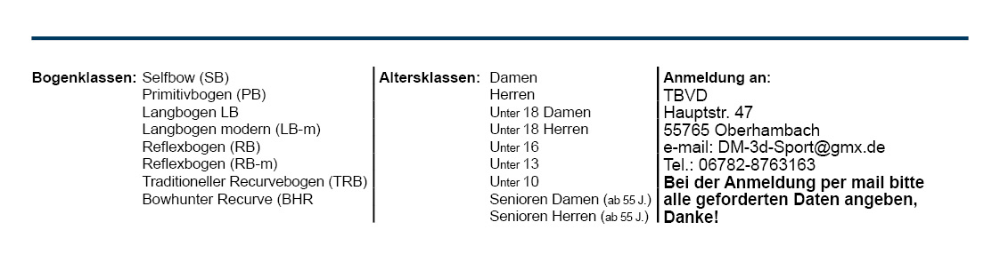 Bogenklassen: Selfbow (SB)
Primitivbogen (PB)
Langbogen LB
Langbogen modern (LB-m)
Reflexbogen (RB)
Reflexbogen (RB-m)
Traditioneller Recurvebogen (TRB)
Bowhunter Recurve (BHR
Altersklassen: Damen
Herren
Unter 18 Damen
Unter 18 Herren
Unter 16
Unter 13
Unter 10
Senioren Damen (ab 55 J.)
Senioren Herren (ab 55 J.)
Anmeldung an:
TBVD
Hauptstr. 47
55765 Oberhambach
e-mail: DM-3d-Sport@gmx.de
Tel.: 06782-8763163
Bei der Anmeldung per mail bitte
alle geforderten Daten angeben,
Danke!